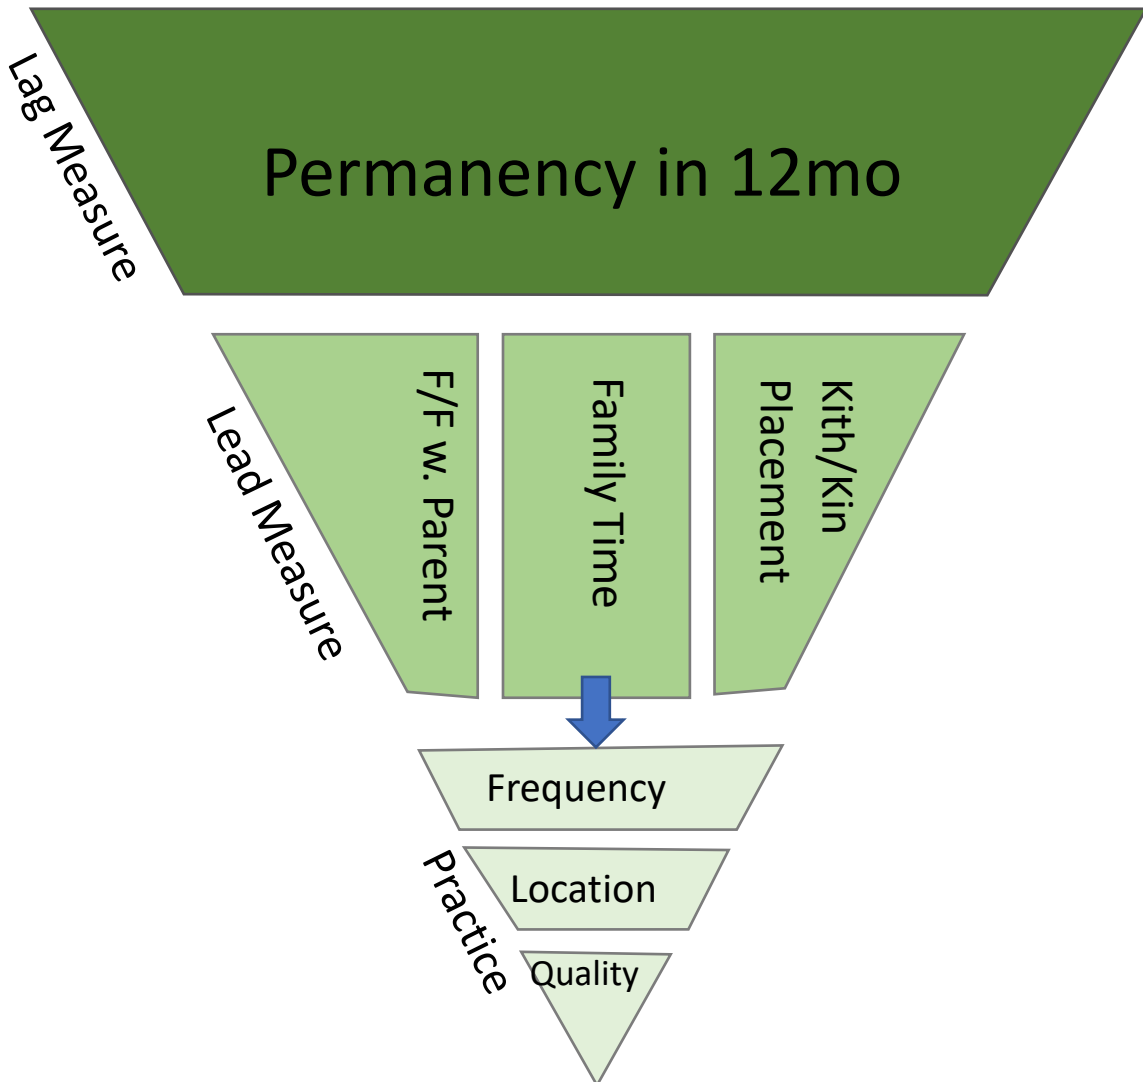 Lag Measure
Permanency in 12mo
Lead Measure
F/F w. Parent
Family Time
Kith/Kin
Placement
Practice
Frequency
Location
Quality